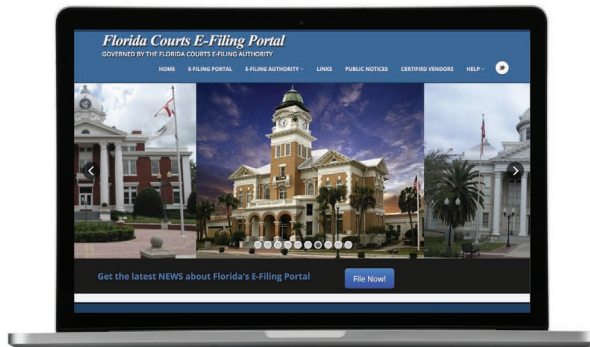 Florida Courts E-Filing Portal
GOVERNED BY THE FLORIDA COURTS E-FILING AUTHORITY
HOME E-FILING PORTAL E-FILING AUTHORITY LINKS PUBLIC NOTICES CERTIFIED VENDORS HELP
Get the latest NEWS about Florida's E-Filing Portal File Now!